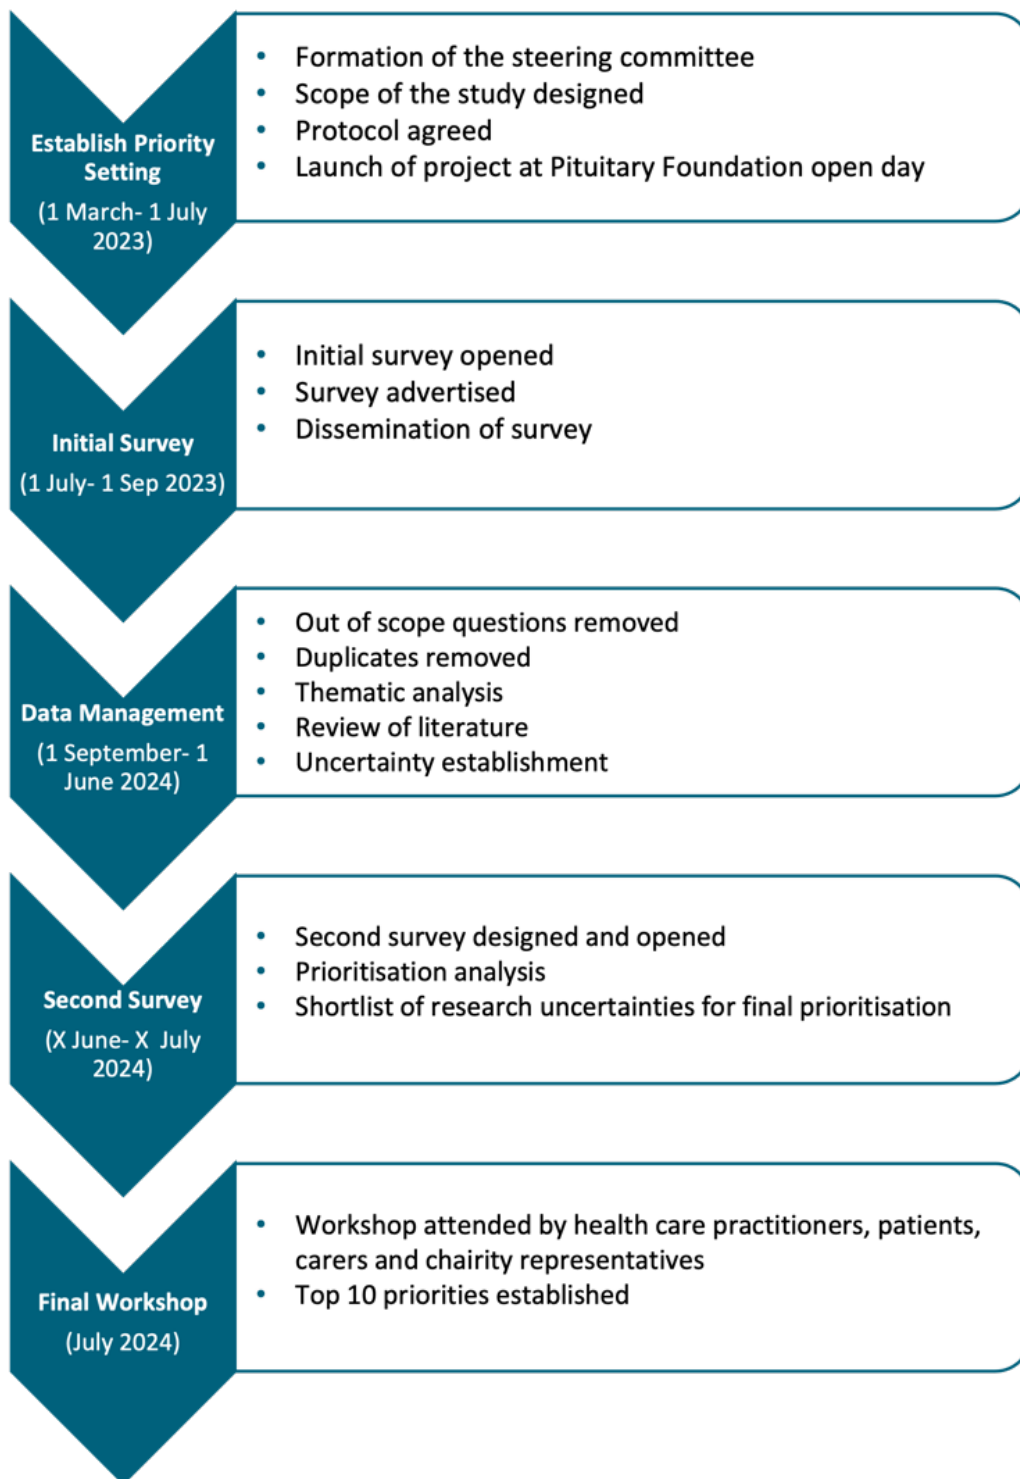 Establish Priority
Setting
(1 March- 1 July
2023)
• Formation of the steering committee
• Scope of the study designed
• Protocol agreed
• Launch of project at Pituitary Foundation open day
Initial Survey
(1 July- 1 Sep 2023)
• Initial survey opened
• Survey advertised
• Dissemination of survey
Data Management
(1 September- 1
June 2024)
• Out of scope questions removed
• Duplicates removed
• Thematic analysis
• Review of literature
• Uncertainty establishment
Second Survey
(X June- X  July
2024)
• Second survey designed and opened
• Prioritisation analysis
• Shortlist of research uncertainties for final prioritisation
Final Workshop
(July 2024)
• Workshop attended by health care practitioners, patients,
carers and chairity representatives
• Top 10 priorities established